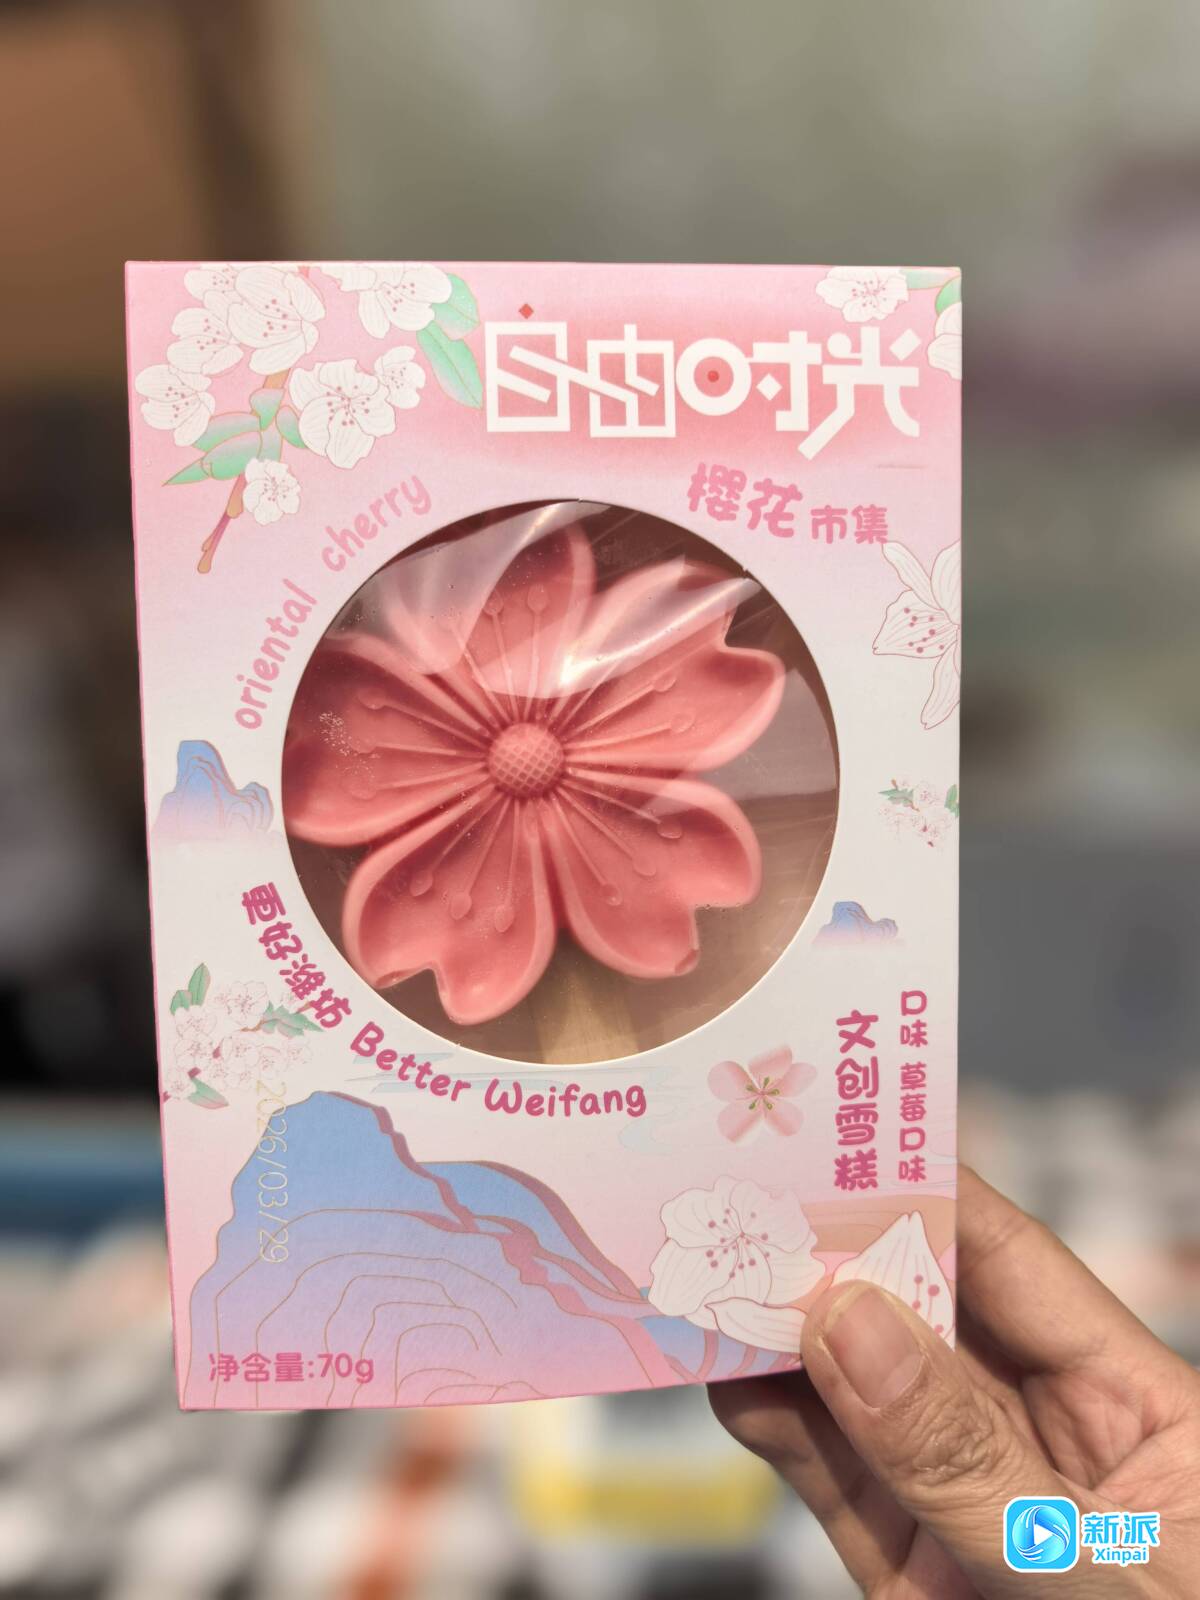 自由时光
樱花市集
oriental cherry
更好潍坊 Better Weifang
口味 草莓口味
文创雪糕
2026/03/29
净含量:70g
新派
Xinpai